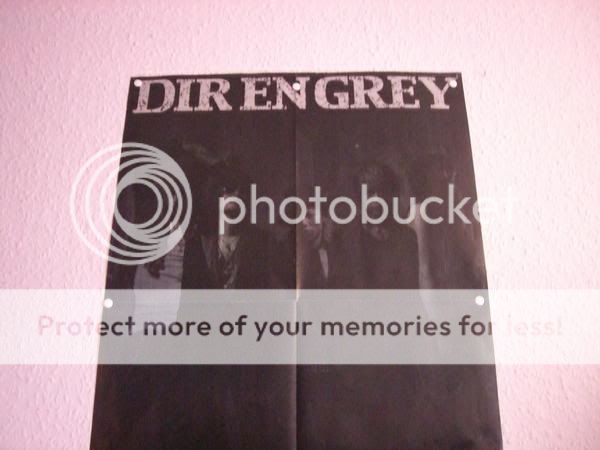 DIR EN GREY
photobucket
Protect more of your memories for less!